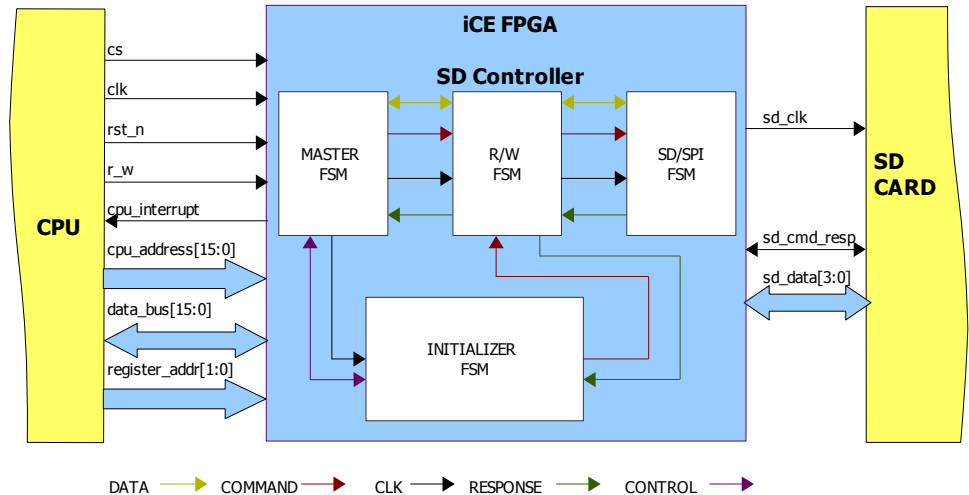 iCE FPGA
SD Controller
cs
clk
rst_n
r_w
cpu_interrupt
cpu_address[15:0]
data_bus[15:0]
register_addr[1:0]
CPU
MASTER
FSM
R/W
FSM
SD/SPI
FSM
INITIALIZER
FSM
sd_clk
sd_cmd_resp
sd_data[3:0]
SD
CARD
DATA COMMAND CLK RESPONSE CONTROL